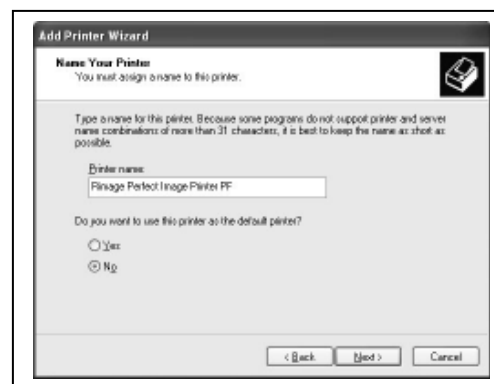 Add Printer Wizard
Name Your Printer
You must assign a name to this printer.
Type a name for this printer. Because some programs do not support printer and server
name combinations of more than 31 characters, it is best to keep the name as short as
possible.
Printer name:
Rimage Perfect Image Printer PF
Do you want to use this printer as the default printer?
Yes
No
< Back Next > Cancel